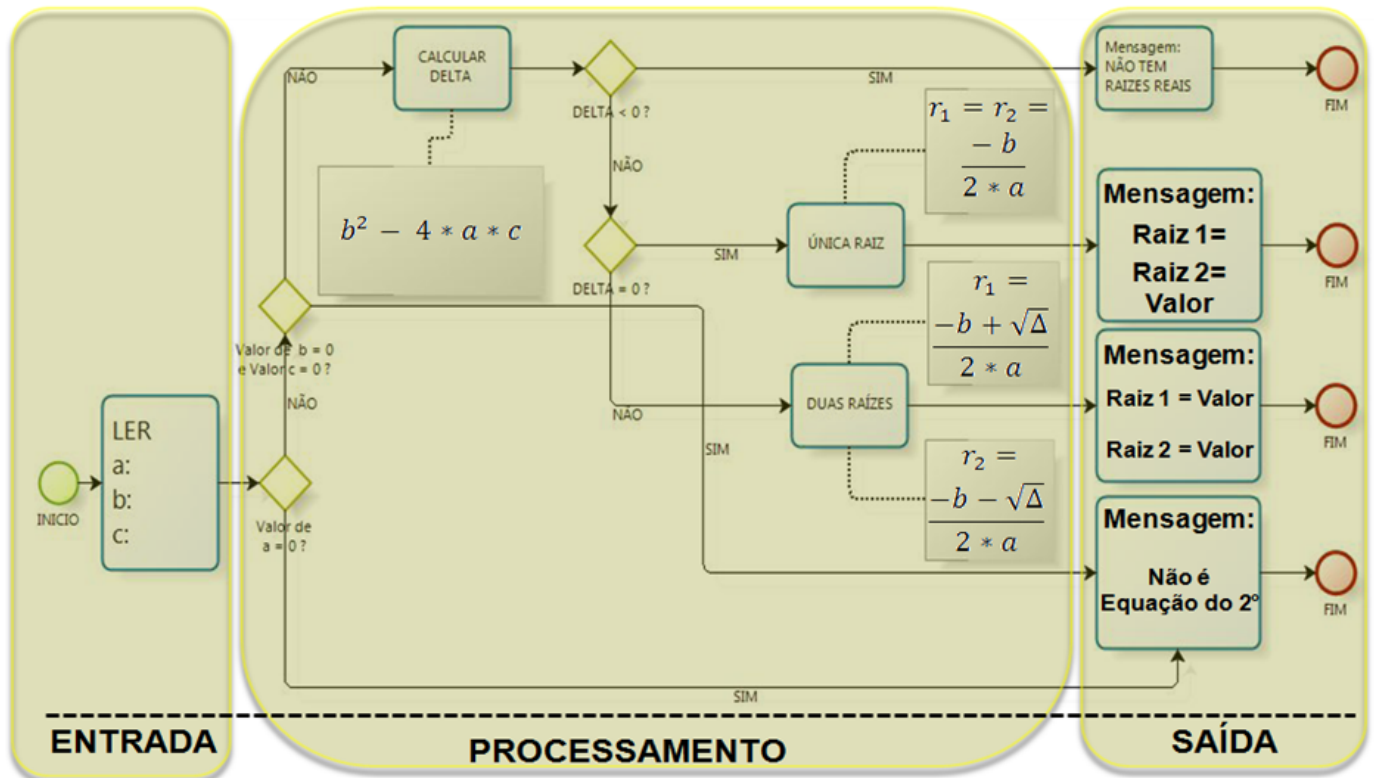 INICIO
LER
a:
b:
c:
Valor de
a = 0 ?
NÃO
SIM
Valor de b = 0
e Valor c = 0 ?
NÃO
SIM
CALCULAR
DELTA
b² − 4 * a * c
DELTA < 0 ?
SIM
NÃO
DELTA = 0 ?
SIM
NÃO
ÚNICA RAIZ
r₁ = r₂ =
− b
2 * a
DUAS RAÍZES
r₁ =
−b + √Δ
2 * a
r₂ =
−b − √Δ
2 * a
Mensagem:
NÃO TEM
RAIZES REAIS
FIM
Mensagem:
Raiz 1=
Raiz 2=
Valor
FIM
Mensagem:
Raiz 1 = Valor
Raiz 2 = Valor
FIM
Mensagem:
Não é
Equação do 2º
FIM
ENTRADA
PROCESSAMENTO
SAÍDA